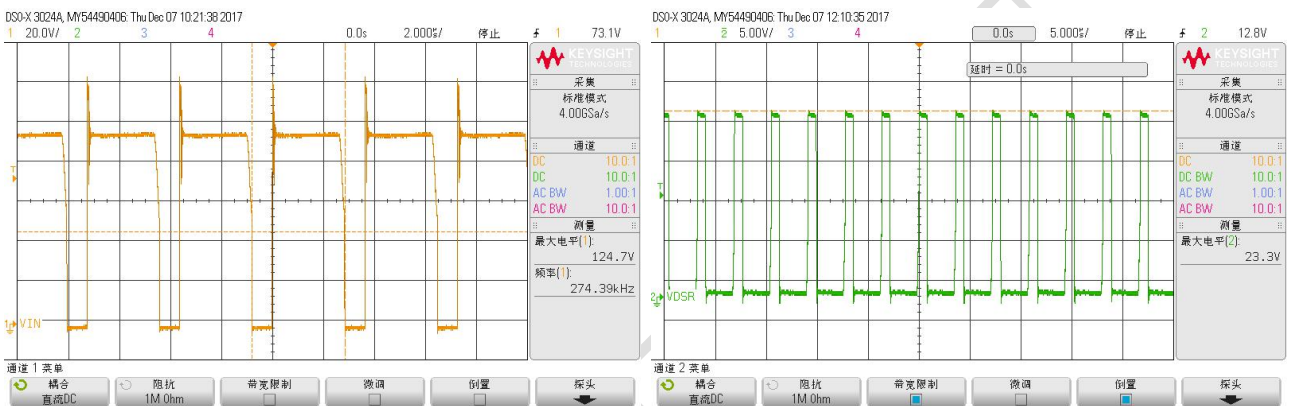 DSO-X 3024A, MY54490406: Thu Dec 07 10:21:38 2017
1 20.0V/ 2 3 4 0.0s 2.000%/ 停止 1 73.1V
KEYSIGHT
TECHNOLOGIES
采集
标准模式
4.00GSa/s
通道
DC 10.0:1
DC BW 10.0:1
AC BW 1.00:1
AC BW 10.0:1
测量
最大电平(1):
124.7V
频率(1):
274.39kHz
T
1 VIN
通道 1 菜单
耦合 阻抗 带宽限制 微调 倒置 探头
直流DC 1M Ohm
DSO-X 3024A, MY54490406: Thu Dec 07 12:10:35 2017
1 2 5.00V/ 3 4 0.0s 5.000%/ 停止 2 12.8V
延时 = 0.0s
KEYSIGHT
TECHNOLOGIES
采集
标准模式
4.00GSa/s
通道
DC 10.0:1
DC BW 10.0:1
AC BW 1.00:1
AC BW 10.0:1
测量
最大电平(2):
23.3V
T
2 VDSR
通道 2 菜单
耦合 阻抗 带宽限制 微调 倒置 探头
直流DC 1M Ohm